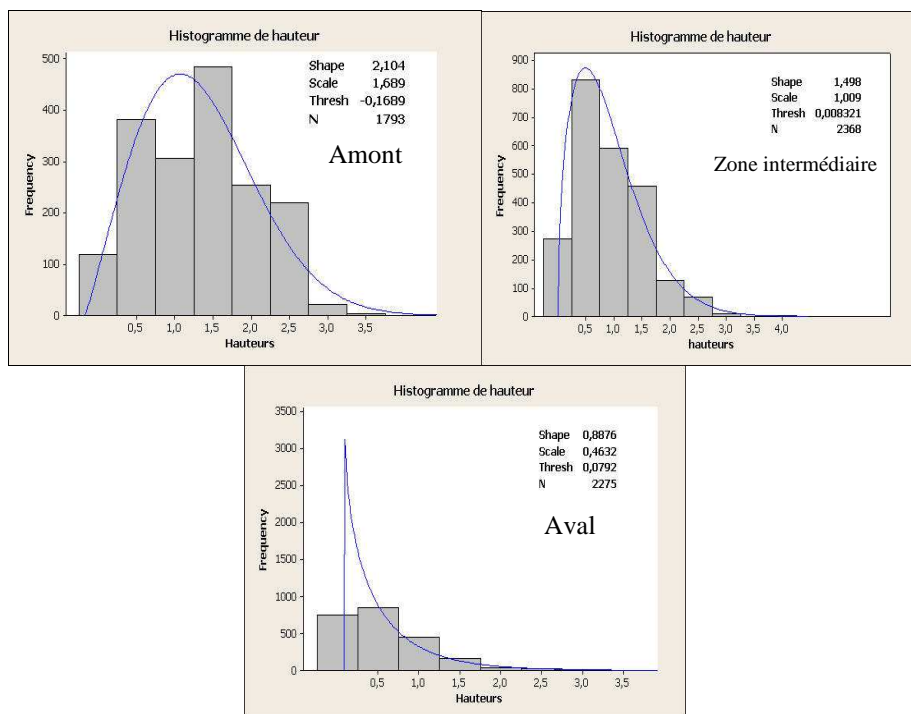 Histogramme de hauteur
Shape 2,104
Scale 1,689
Thresh -0,1689
N 1793
Amont
500
400
300
200
100
0
Frequency
0,5 1,0 1,5 2,0 2,5 3,0 3,5
Hauteurs
Histogramme de hauteur
Shape 1,498
Scale 1,009
Thresh 0,008321
N 2368
Zone intermédiaire
900
800
700
600
500
400
300
200
100
0
Frequency
0,5 1,0 1,5 2,0 2,5 3,0 3,5 4,0
hauteurs
Histogramme de hauteur
Shape 0,8876
Scale 0,4632
Thresh 0,0792
N 2275
Aval
3500
3000
2500
2000
1500
1000
500
0
Frequency
0,5 1,0 1,5 2,0 2,5 3,0 3,5
Hauteurs